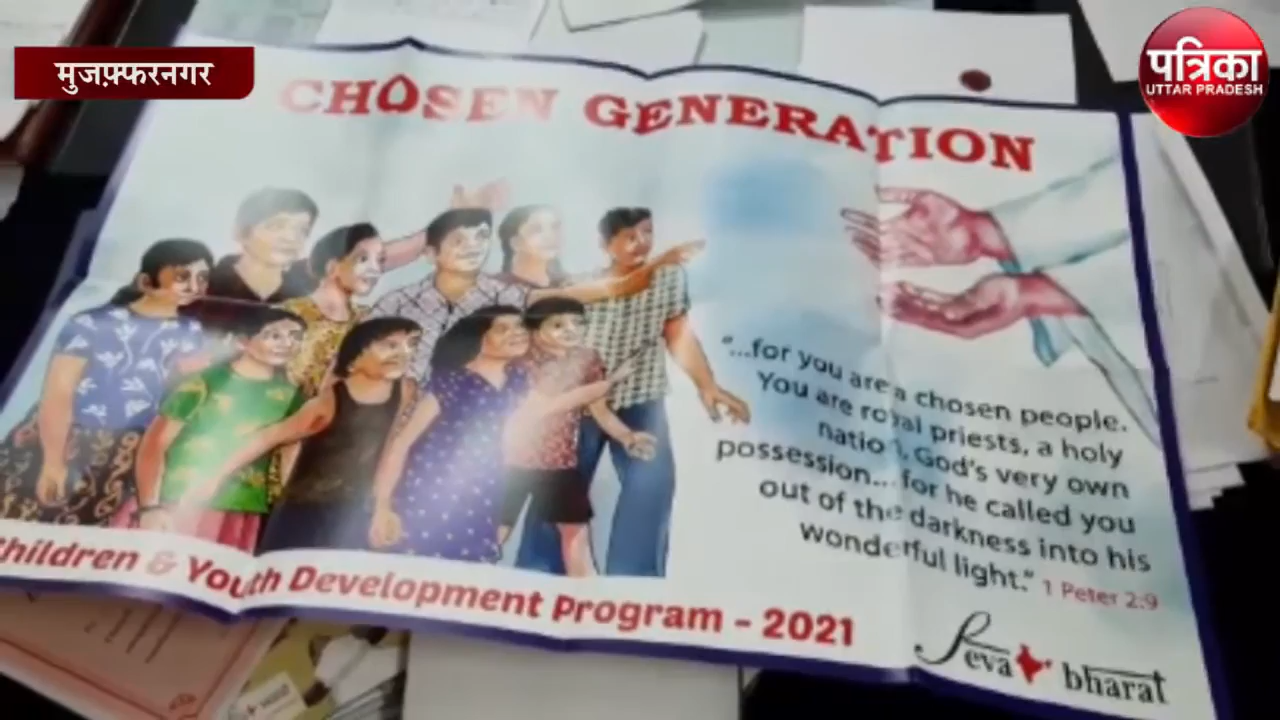 मुजफ़्फरनगर
पत्रिका
UTTAR PRADESH
CHOSEN GENERATION
"...for you are a chosen people.
You are royal priests, a holy
nation, God's very own
possession... for he called you
out of the darkness into his
wonderful light." 1 Peter 2:9
Children & Youth Development Program - 2021
Seva bharat